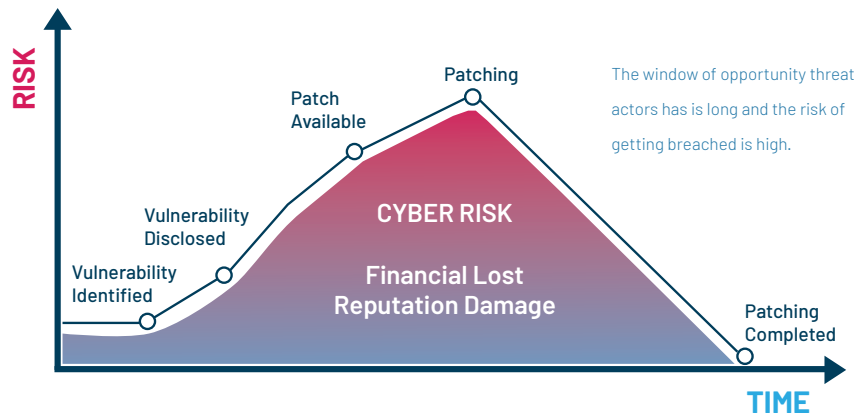 RISK
Patching
Patch
Available
The window of opportunity threat
actors has is long and the risk of
getting breached is high.
Vulnerability
Disclosed
CYBER RISK
Vulnerability
Identified
Financial Lost
Reputation Damage
Patching
Completed
TIME